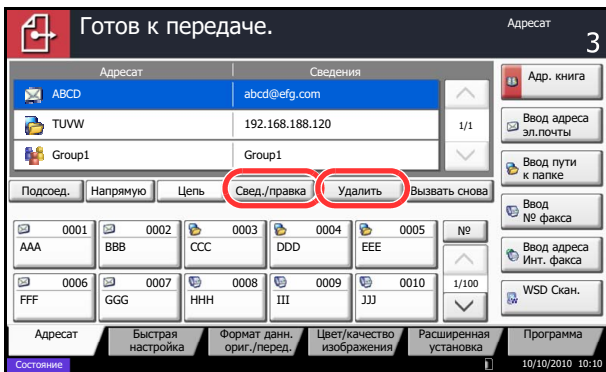 Готов к передаче.
Адресат
3
Адресат Сведения
ABCD abcd@efg.com
TUVW 192.168.188.120
1/1
Group1 Group1
Адр. книга
Ввод адреса
эл.почты
Ввод пути
к папке
Ввод
№ факса
Ввод адреса
Инт. факса
WSD Скан.
Подсоед. Напрямую Цепь Свед./правка Удалить Вызвать снова
0001 0002 0003 0004 0005 №
AAA BBB CCC DDD EEE
0006 0007 0008 0009 0010 1/100
FFF GGG HHH III JJJ
Адресат Быстрая настройка Формат данн. ориг./перед. Цвет/качество изображения Расширенная установка Программа
Состояние 10/10/2010 10:10